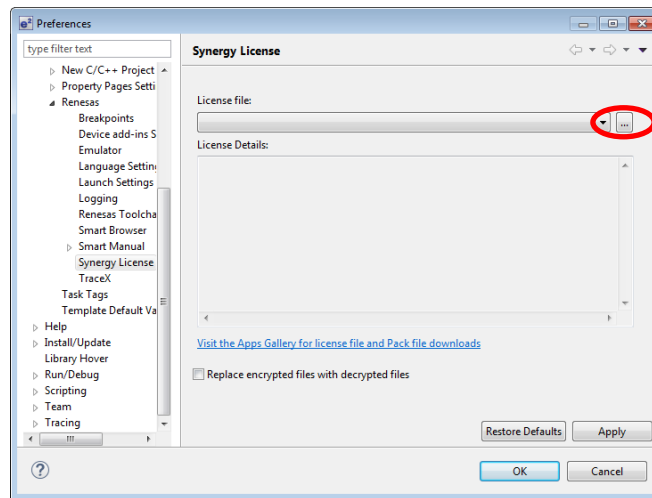 e² Preferences
type filter text
Synergy License
New C/C++ Project
Property Pages Setti
Renesas
Breakpoints
Device add-ins S
Emulator
Language Settin
Launch Settings
Logging
Renesas Toolcha
Smart Browser
Smart Manual
Synergy License
TraceX
Task Tags
Template Default Va
Help
Install/Update
Library Hover
Run/Debug
Scripting
Team
Tracing
License file:
...
License Details:
Visit the Apps Gallery for license file and Pack file downloads
Replace encrypted files with decrypted files
Restore Defaults
Apply
?
OK
Cancel